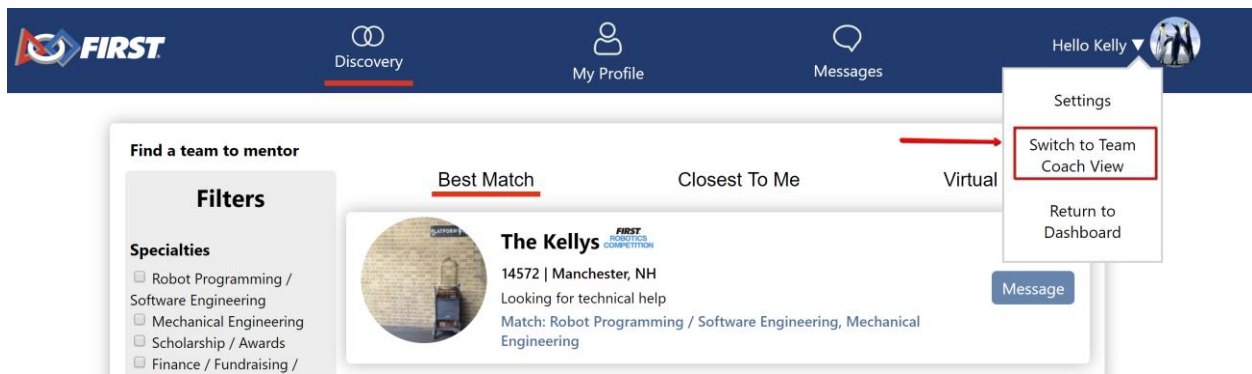 FIRST
Discovery
My Profile
Messages
Hello Kelly ▼
Settings
Switch to Team
Coach View
Return to
Dashboard
Find a team to mentor
Filters
Specialties
Robot Programming /
Software Engineering
Mechanical Engineering
Scholarship / Awards
Finance / Fundraising /
Best Match
Closest To Me
Virtual
PLATFORM
The Kellys
FIRST
ROBOTICS
COMPETITION
14572 | Manchester, NH
Looking for technical help
Match: Robot Programming / Software Engineering, Mechanical
Engineering
Message